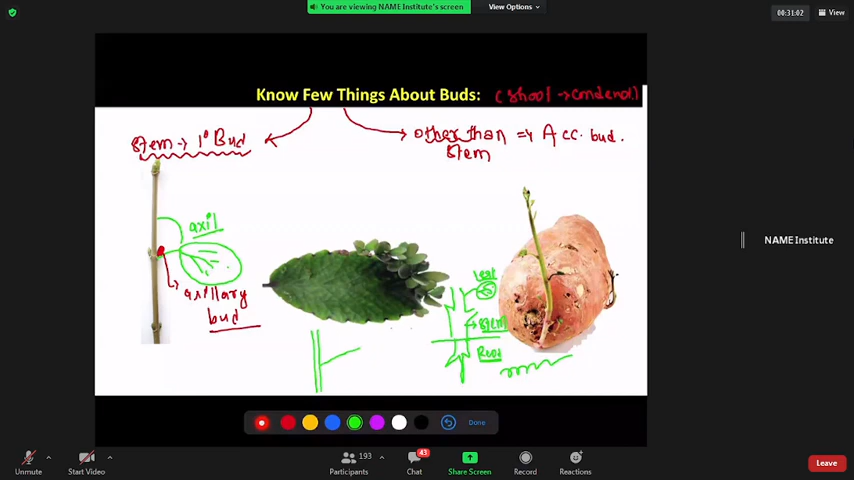 You are viewing NAME Institute's screen
View Options
00:31:02
View
Know Few Things About Buds:
stem → 1° Bud
other than
stem
Acc. bud.
axil
axillary
bud
leaf
stem
Root
NAME Institute
Done
193
43
Unmute
Start Video
Participants
Chat
Share Screen
Record
Reactions
Leave